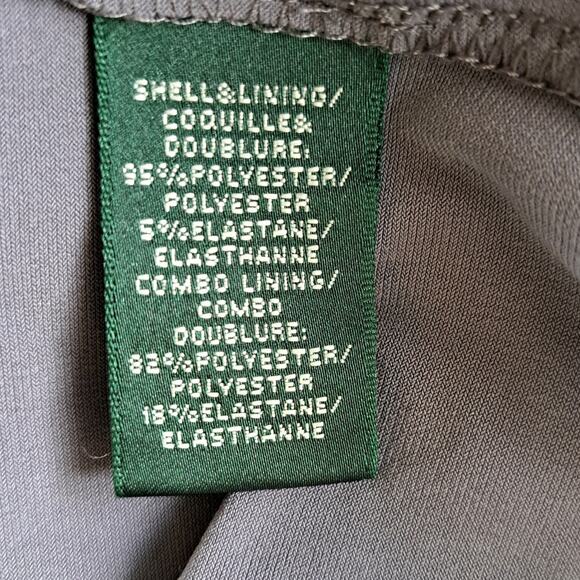 SHELL&LINING/
COQUILLE&
DOUBLURE:
95%POLYESTER/
POLYESTER
5%ELASTANE/
ELASTHANNE
COMBO LINING/
COMBO
DOUBLURE:
82%POLYESTER/
POLYESTER
18%ELASTANE/
ELASTHANNE